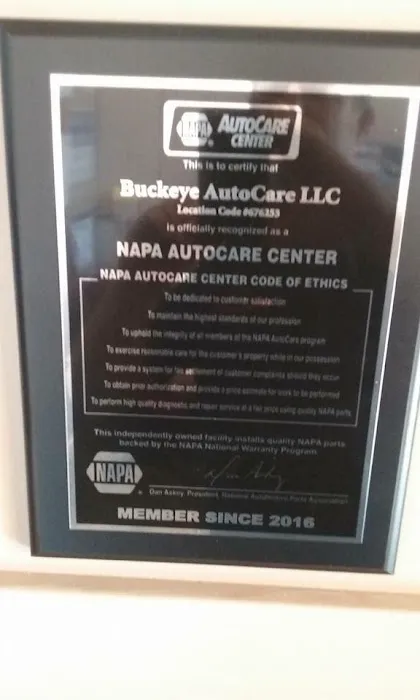 NAPA AUTOCARE
CENTER
This is to certify that
Buckeye AutoCare LLC
Location Code #676253
is officially recognized as a
NAPA AUTOCARE CENTER
NAPA AUTOCARE CENTER CODE OF ETHICS
To be dedicated to customer satisfaction
To maintain the highest standards of our profession
To uphold the integrity of all members of the NAPA AutoCare program
To exercise reasonable care for the customer's property while in our possession
To provide a system for fair settlement of customer complaints should they occur
To obtain prior authorization and provide a price estimate for work to be performed
To perform high quality diagnostic and repair service at a fair price using quality NAPA parts
This independently owned facility installs quality NAPA parts
backed by the NAPA National Warranty Program
NAPA
Dan Askey, President, National Automotive Parts Association
MEMBER SINCE 2016